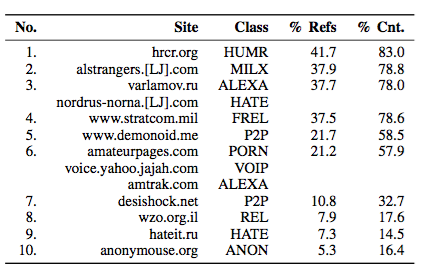 No. Site Class % Refs % Cnt.
1. hrcr.org HUMR 41.7 83.0
2. alstrangers.[LJ].com MILX 37.9 78.8
3. varlamov.ru ALEXA 37.7 78.0
nordrus-norna.[LJ].com HATE
4. www.stratcom.mil FREL 37.5 78.6
5. www.demonoid.me P2P 21.7 58.5
6. amateurpages.com PORN 21.2 57.9
voice.yahoo.jajah.com VOIP
amtrak.com ALEXA
7. desishock.net P2P 10.8 32.7
8. wzo.org.il REL 7.9 17.6
9. hateit.ru HATE 7.3 14.5
10. anonymouse.org ANON 5.3 16.4